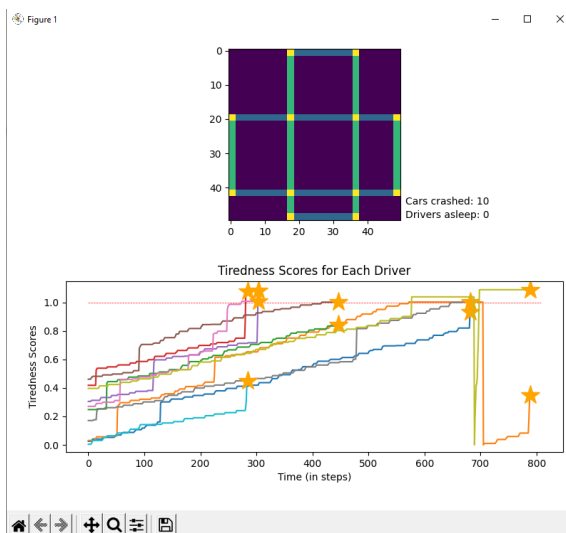 Figure 1
0
10
20
30
40
0 20 40
Cars crashed: 10
Drivers asleep: 0
Tiredness Scores for Each Driver
1.0
0.8
0.6
0.4
0.2
0.0
Tiredness Scores
0 100 200 300 400 500 600 700 800
Time (in steps)